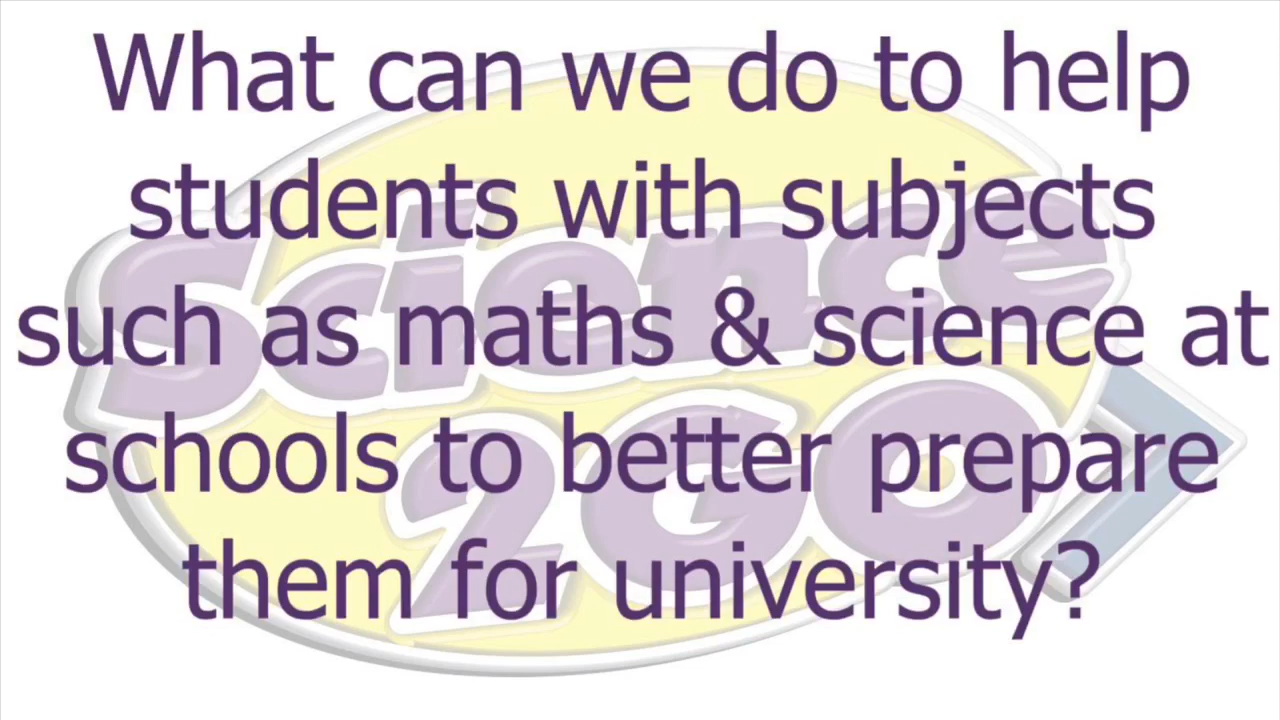 What can we do to help
students with subjects
such as maths & science at
schools to better prepare
them for university?
Science
2GO